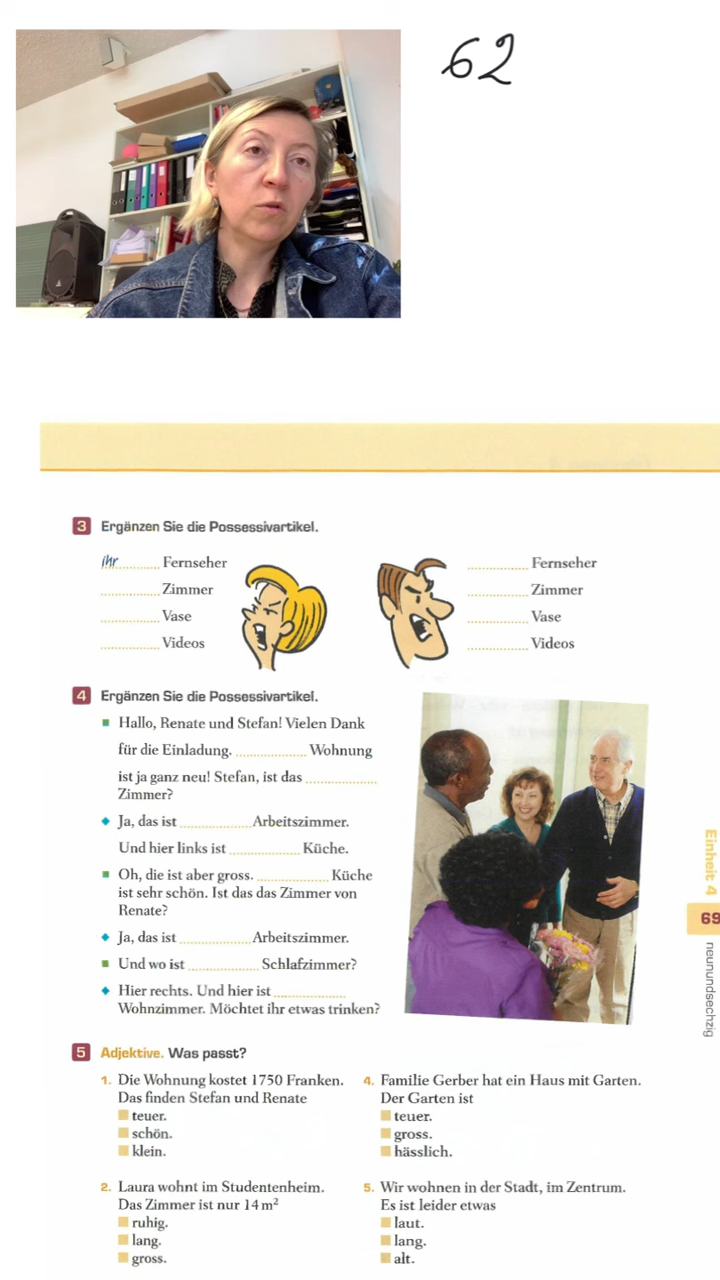 62
3 Ergänzen Sie die Possessivartikel.
ihr Fernseher
Zimmer
Vase
Videos
Fernseher
Zimmer
Vase
Videos
4 Ergänzen Sie die Possessivartikel.
Hallo, Renate und Stefan! Vielen Dank
für die Einladung. Wohnung
ist ja ganz neu! Stefan, ist das
Zimmer?
Ja, das ist Arbeitszimmer.
Und hier links ist Küche.
Oh, die ist aber gross. Küche
ist sehr schön. Ist das das Zimmer von
Renate?
Ja, das ist Arbeitszimmer.
Und wo ist Schlafzimmer?
Hier rechts. Und hier ist
Wohnzimmer. Möchtet ihr etwas trinken?
Einheit 4
69
neunundsechzig
5 Adjektive. Was passt?
1. Die Wohnung kostet 1750 Franken.
Das finden Stefan und Renate
teuer.
schön.
klein.
2. Laura wohnt im Studentenheim.
Das Zimmer ist nur 14 m²
ruhig.
lang.
gross.
4. Familie Gerber hat ein Haus mit Garten.
Der Garten ist
teuer.
gross.
hässlich.
5. Wir wohnen in der Stadt, im Zentrum.
Es ist leider etwas
laut.
lang.
alt.